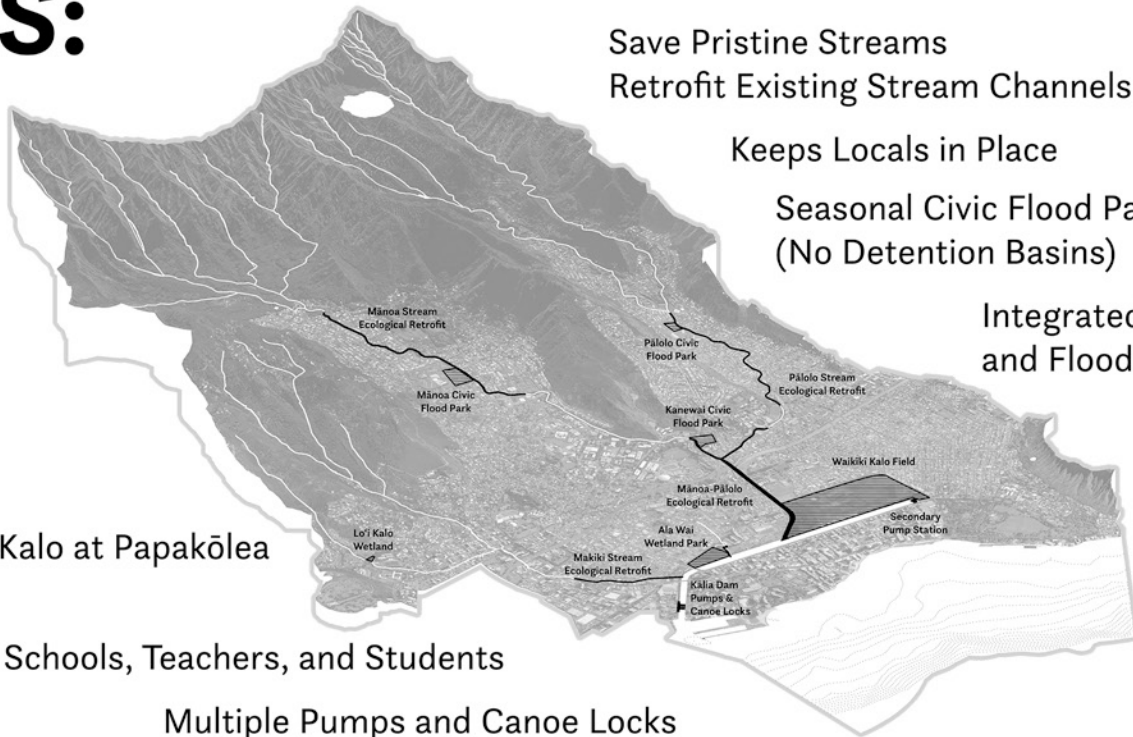 S:
Save Pristine Streams
Retrofit Existing Stream Channels
Keeps Locals in Place
Seasonal Civic Flood Pa
(No Detention Basins)
Integrated
and Flood
Mānoa Stream
Ecological Retrofit
Pālolo Civic
Flood Park
Mānoa Civic
Flood Park
Pālolo Stream
Ecological Retrofit
Kanewai Civic
Flood Park
Waikīkī Kalo Field
Mānoa-Pālolo
Ecological Retrofit
Secondary
Pump Station
Ala Wai
Wetland Park
Loʻi Kalo
Wetland
Makiki Stream
Ecological Retrofit
Kālia Dam
Pumps &
Canoe Locks
Kalo at Papakōlea
Schools, Teachers, and Students
Multiple Pumps and Canoe Locks